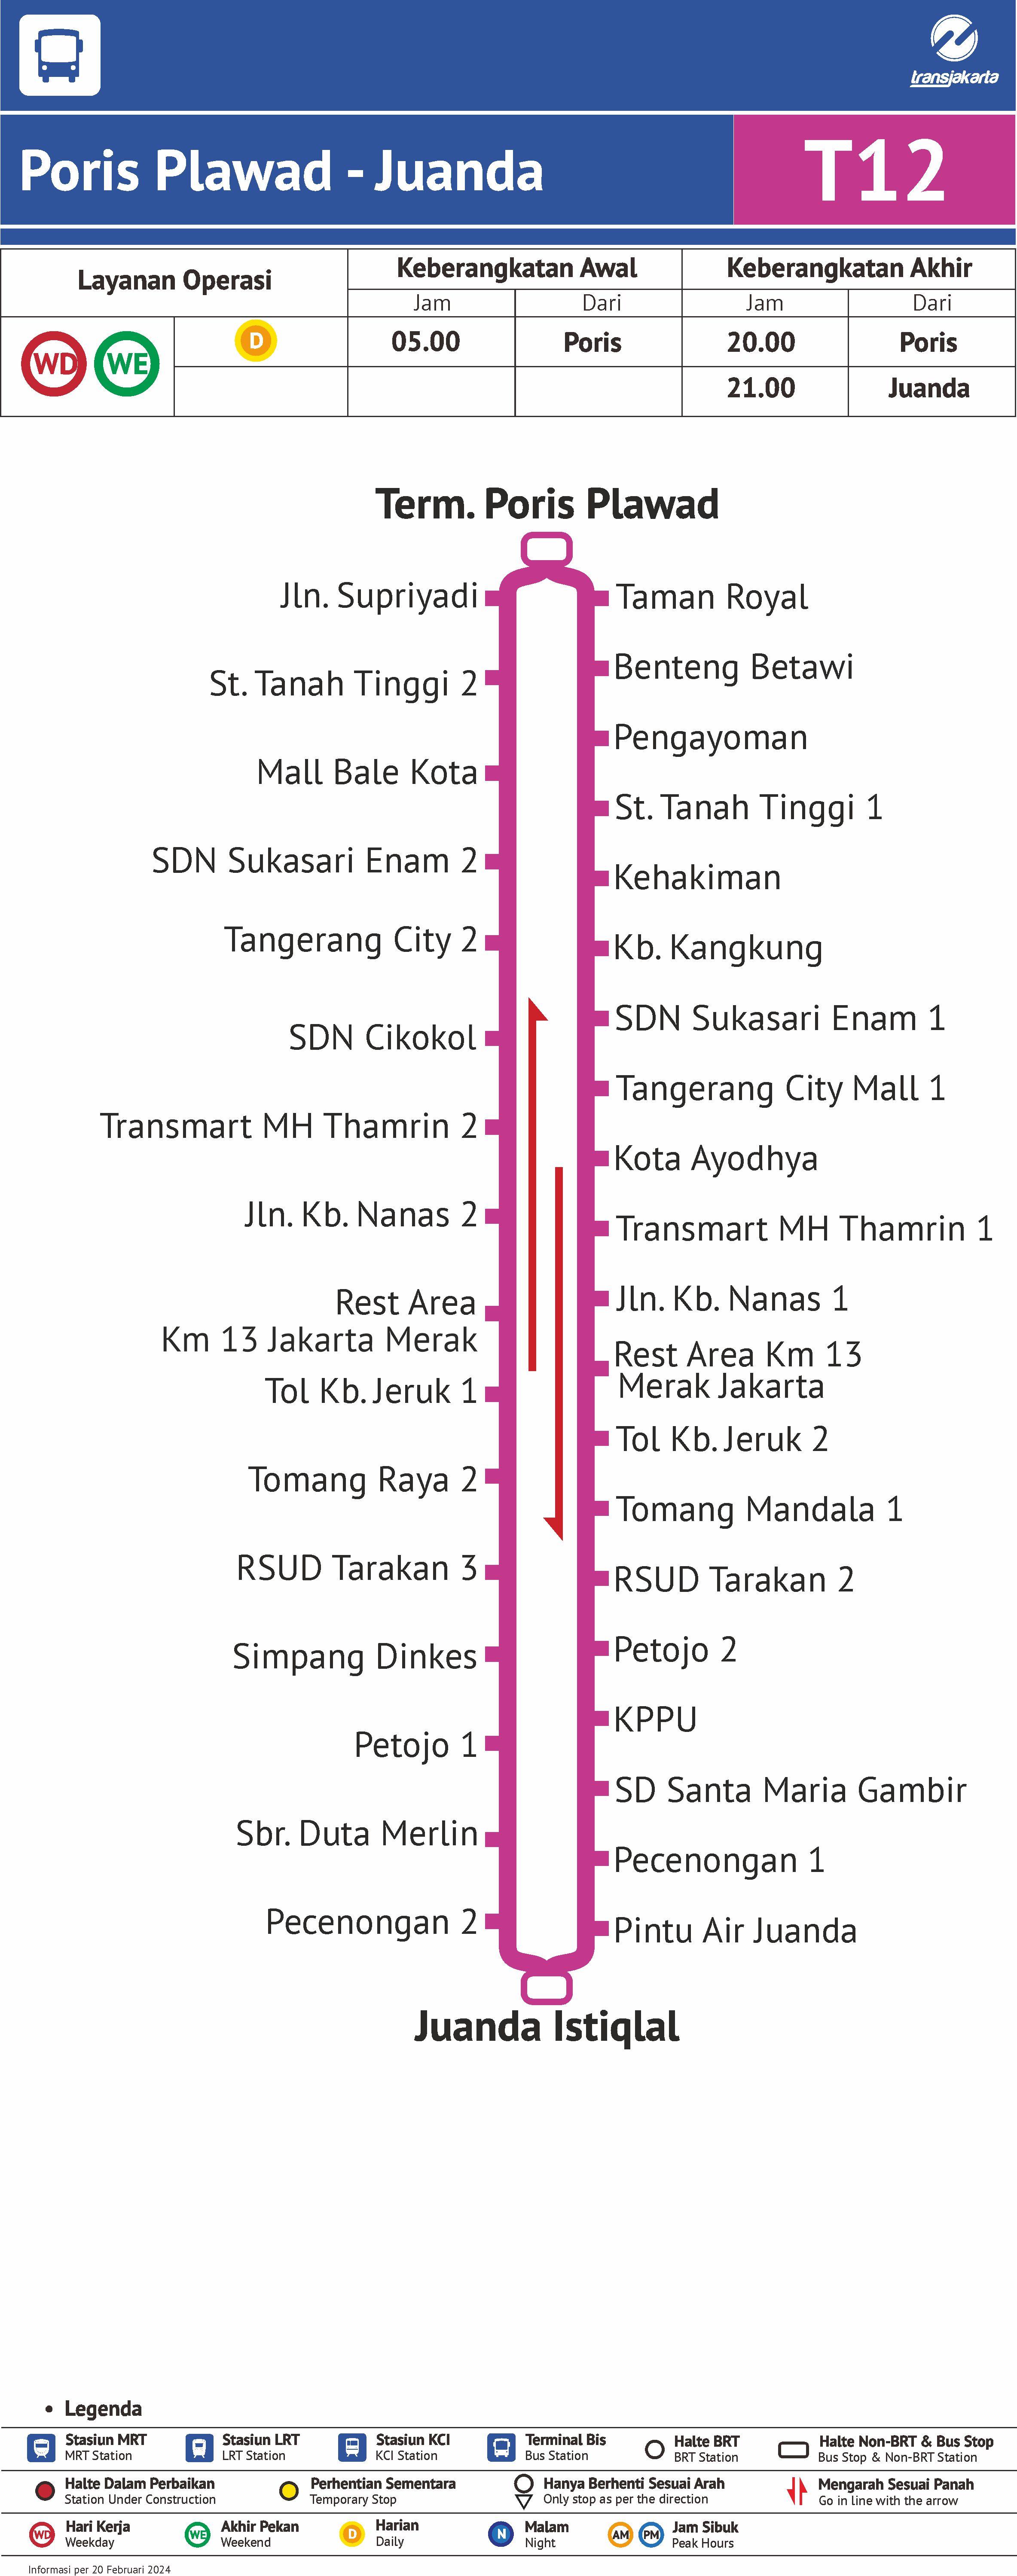 transjakarta
Poris Plawad - Juanda
T12
Layanan Operasi
Keberangkatan Awal
Keberangkatan Akhir
Jam
Dari
Jam
Dari
WD WE
D
05.00
Poris
20.00
Poris
21.00
Juanda
Term. Poris Plawad
Jln. Supriyadi
St. Tanah Tinggi 2
Mall Bale Kota
SDN Sukasari Enam 2
Tangerang City 2
SDN Cikokol
Transmart MH Thamrin 2
Jln. Kb. Nanas 2
Rest Area
Km 13 Jakarta Merak
Tol Kb. Jeruk 1
Tomang Raya 2
RSUD Tarakan 3
Simpang Dinkes
Petojo 1
Sbr. Duta Merlin
Pecenongan 2
Taman Royal
Benteng Betawi
Pengayoman
St. Tanah Tinggi 1
Kehakiman
Kb. Kangkung
SDN Sukasari Enam 1
Tangerang City Mall 1
Kota Ayodhya
Transmart MH Thamrin 1
Jln. Kb. Nanas 1
Rest Area Km 13
Merak Jakarta
Tol Kb. Jeruk 2
Tomang Mandala 1
RSUD Tarakan 2
Petojo 2
KPPU
SD Santa Maria Gambir
Pecenongan 1
Pintu Air Juanda
Juanda Istiqlal
• Legenda
Stasiun MRT
MRT Station
Stasiun LRT
LRT Station
Stasiun KCI
KCI Station
Terminal Bis
Bus Station
Halte BRT
BRT Station
Halte Non-BRT & Bus Stop
Bus Stop & Non-BRT Station
Halte Dalam Perbaikan
Station Under Construction
Perhentian Sementara
Temporary Stop
Hanya Berhenti Sesuai Arah
Only stop as per the direction
Mengarah Sesuai Panah
Go in line with the arrow
WD
Hari Kerja
Weekday
WE
Akhir Pekan
Weekend
D
Harian
Daily
N
Malam
Night
AM PM
Jam Sibuk
Peak Hours
Informasi per 20 Februari 2024